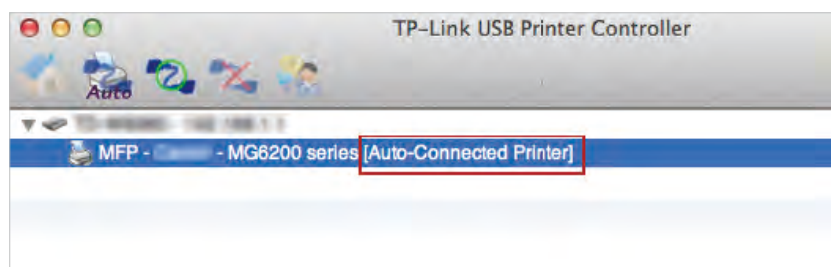 TP-Link USB Printer Controller
Auto
MFP - - MG6200 series [Auto-Connected Printer]